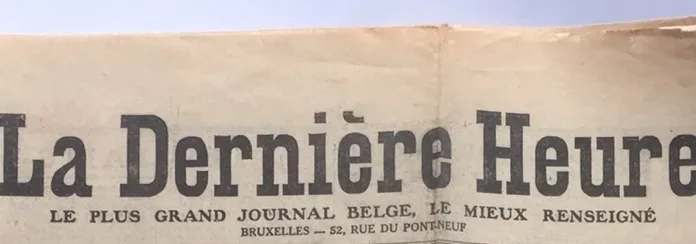 La Dernière Heure
LE PLUS GRAND JOURNAL BELGE, LE MIEUX RENSEIGNÉ
BRUXELLES — 52, RUE DU PONT-NEUF